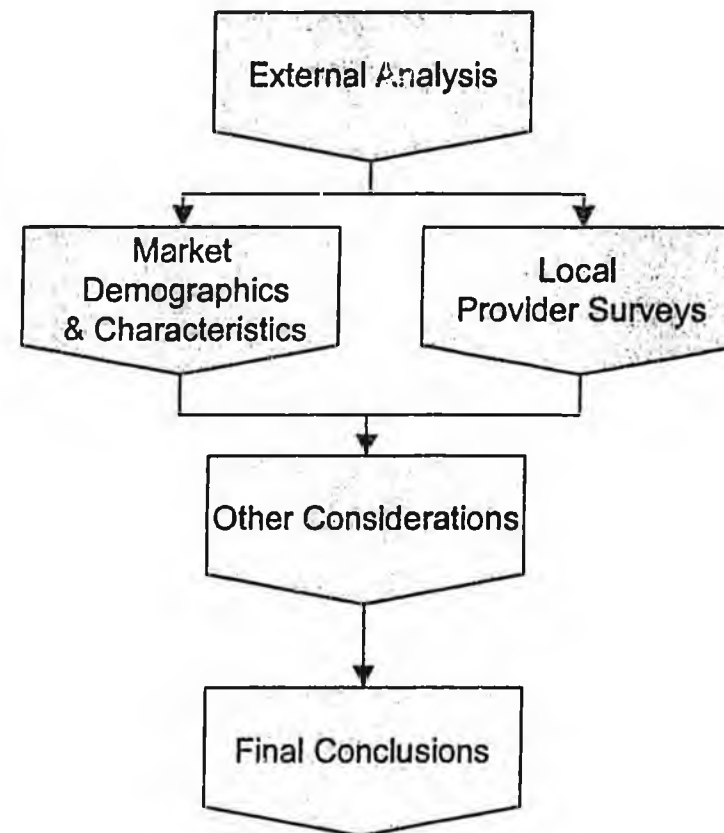 External Analysis
Market
Demographics
& Characteristics
Local
Provider Surveys
Other Considerations
Final Conclusions